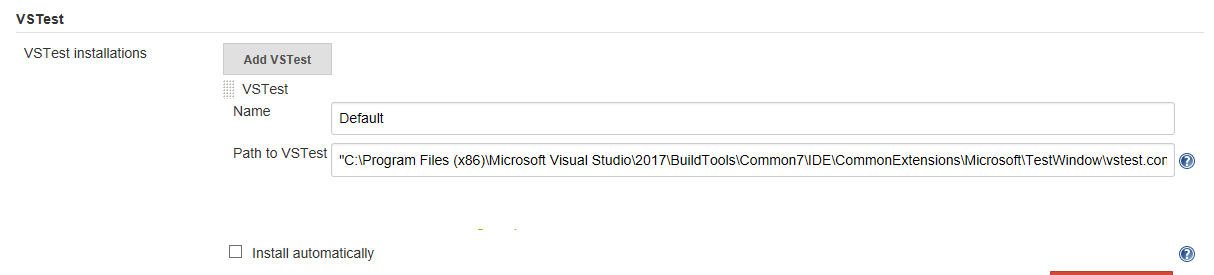 VSTest
VSTest installations
Add VSTest
VSTest
Name
Default
Path to VSTest
"C:\Program Files (x86)\Microsoft Visual Studio\2017\BuildTools\Common7\IDE\CommonExtensions\Microsoft\TestWindow\vstest.con
Install automatically